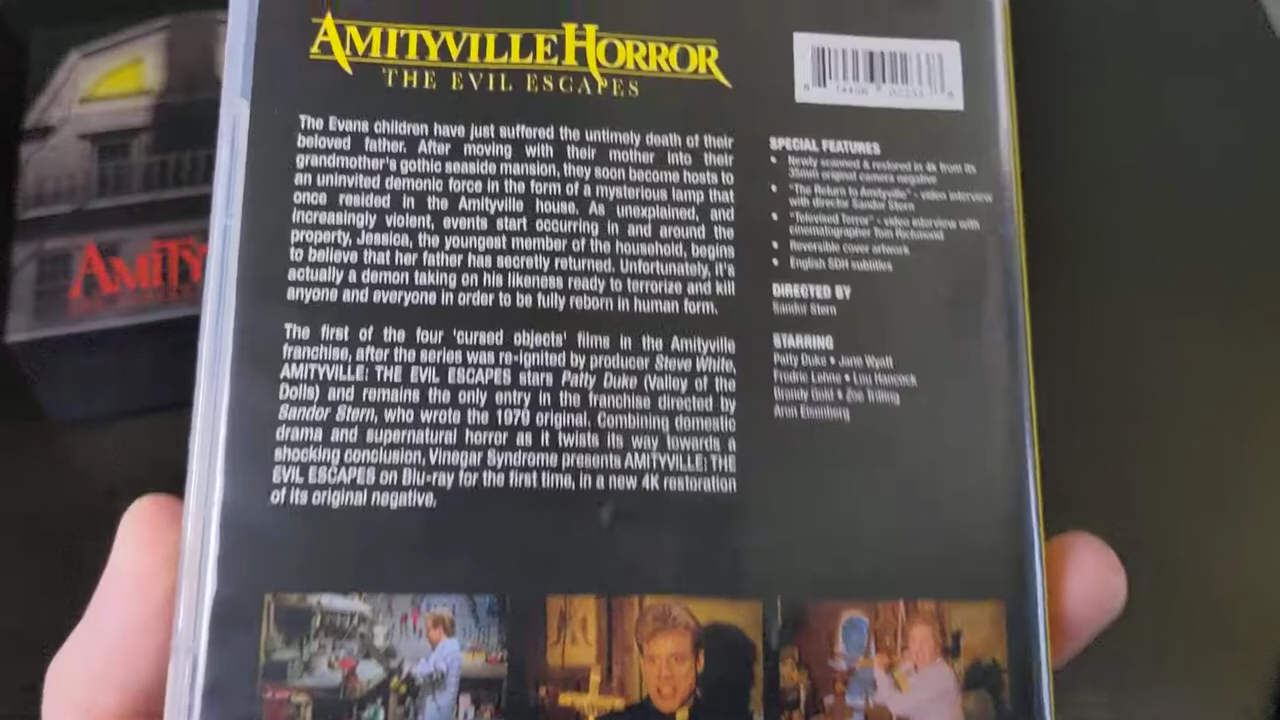 AMITYVILLE HORROR
THE EVIL ESCAPES
The Evans children have just suffered the untimely death of their
beloved father. After moving with their mother into their
grandmother's gothic seaside mansion, they soon become hosts to
an uninvited demonic force in the form of a mysterious lamp that
once resided in the Amityville house. As unexplained, and
increasingly violent, events start occurring in and around the
property, Jessica, the youngest member of the household, begins
to believe that her father has secretly returned. Unfortunately, it's
actually a demon taking on his likeness ready to terrorize and kill
anyone and everyone in order to be fully reborn in human form.
The first of the four 'cursed objects' films in the Amityville
franchise, after the series was re-ignited by producer Steve White,
AMITYVILLE: THE EVIL ESCAPES stars Patty Duke (Valley of the
Dolls) and remains the only entry in the franchise directed by
Sandor Stern, who wrote the 1979 original. Combining domestic
drama and supernatural horror as it twists its way towards a
shocking conclusion, Vinegar Syndrome presents AMITYVILLE: THE
EVIL ESCAPES on Blu-ray for the first time, in a new 4K restoration
of its original negative.
SPECIAL FEATURES
• Newly scanned & restored in 4k from its
35mm original camera negative
• "The Return to Amityville" - video interview
with director Sandor Stern
• "Televised Terror" - video interview with
cinematographer Tom Richmond
• Reversible cover artwork
• English SDH subtitles
DIRECTED BY
Sandor Stern
STARRING
Patty Duke • Jane Wyatt
Fredric Lehne • Lou Hancock
Brandy Gold • Zoe Trilling
Aron Eisenberg
AMITY